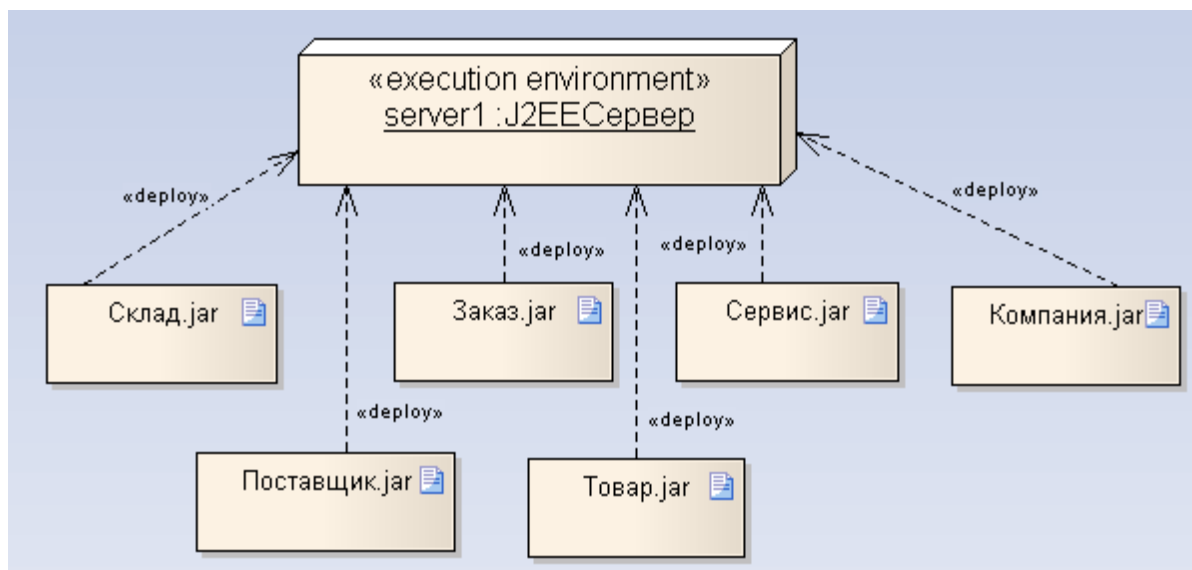 «execution environment»
server1 :J2EEСервер
«deploy»
«deploy»
«deploy»
«deploy»
Склад.jar
Заказ.jar
Сервис.jar
Компания.jar
«deploy»
«deploy»
Поставщик.jar
Товар.jar